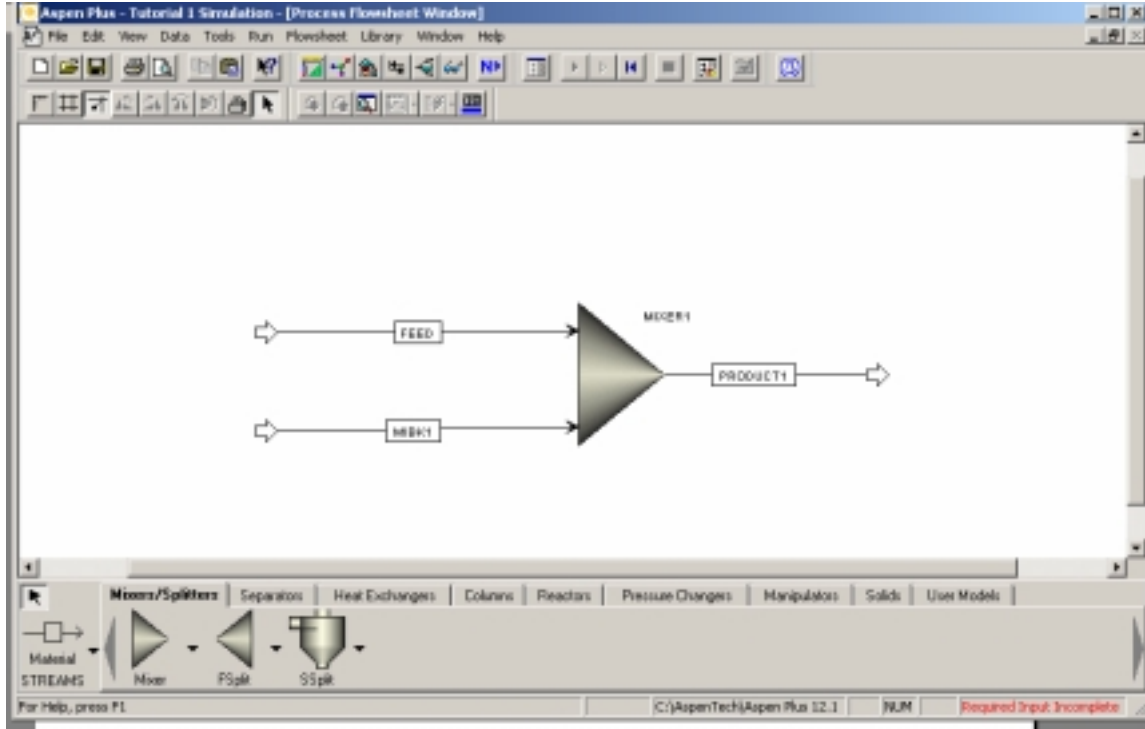 Aspen Plus - Tutorial 1 Simulation - [Process Flowsheet Window]
File Edit View Data Tools Run Flowsheet Library Window Help
N
MIXER1
FEED
PRODUCT1
MIBK1
Mixers/Splitters Separators Heat Exchangers Columns Reactors Pressure Changers Manipulators Solids User Models
Material
STREAMS Mixer FSplit SSplit
For Help, press F1 C:\AspenTech\Aspen Plus 12.1 NUM Required Input Incomplete